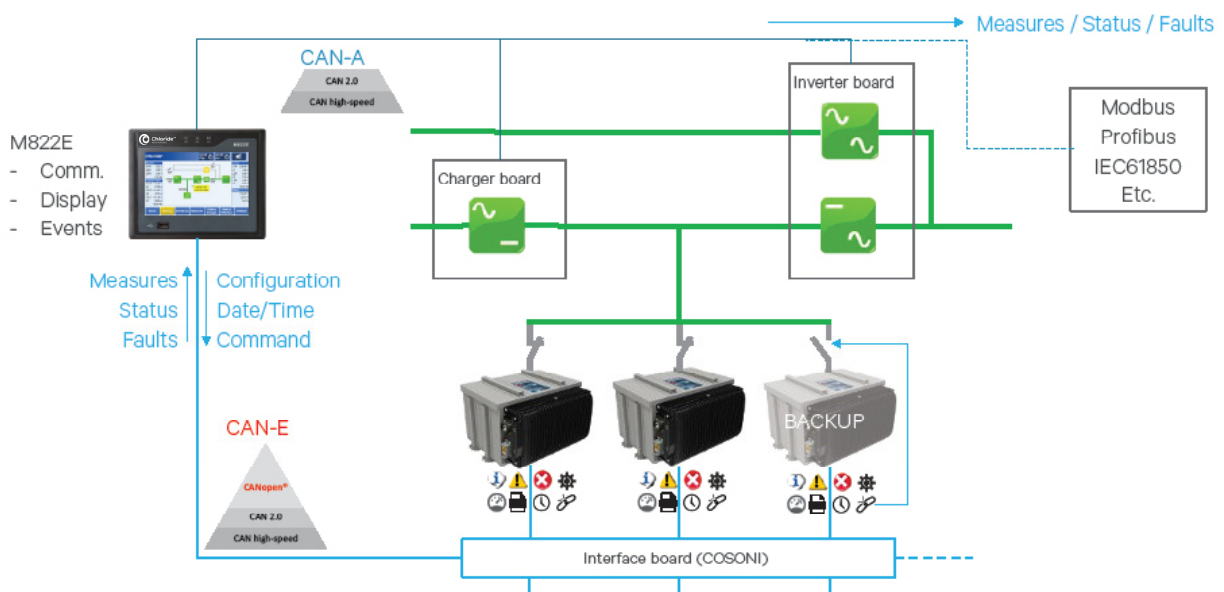 Measures / Status / Faults
CAN-A
CAN 2.0
CAN high-speed
Inverter board
Modbus
Profibus
IEC61850
Etc.
M822E
- Comm.
- Display
- Events
Chloride
M822E
Charger board
Measures
Status
Faults
Configuration
Date/Time
Command
BACKUP
CAN-E
CANopen®
CAN 2.0
CAN high-speed
Interface board (COSONI)